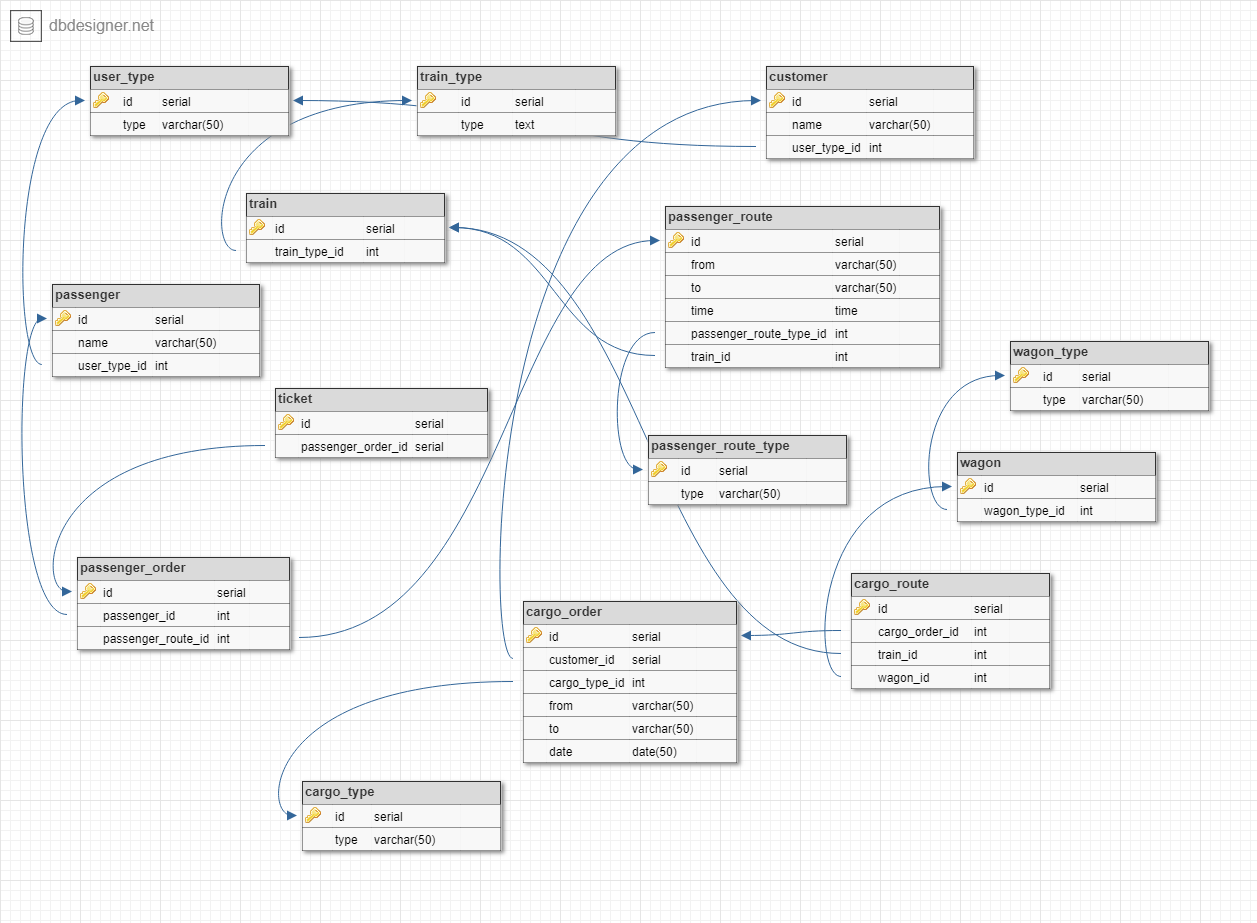 dbdesigner.net
user_type
id serial
type varchar(50)
train_type
id serial
type text
customer
id serial
name varchar(50)
user_type_id int
train
id serial
train_type_id int
passenger_route
id serial
from varchar(50)
to varchar(50)
time time
passenger_route_type_id int
train_id int
passenger
id serial
name varchar(50)
user_type_id int
wagon_type
id serial
type varchar(50)
ticket
id serial
passenger_order_id serial
passenger_route_type
id serial
type varchar(50)
wagon
id serial
wagon_type_id int
passenger_order
id serial
passenger_id int
passenger_route_id int
cargo_order
id serial
customer_id serial
cargo_type_id int
from varchar(50)
to varchar(50)
date date(50)
cargo_route
id serial
cargo_order_id int
train_id int
wagon_id int
cargo_type
id serial
type varchar(50)